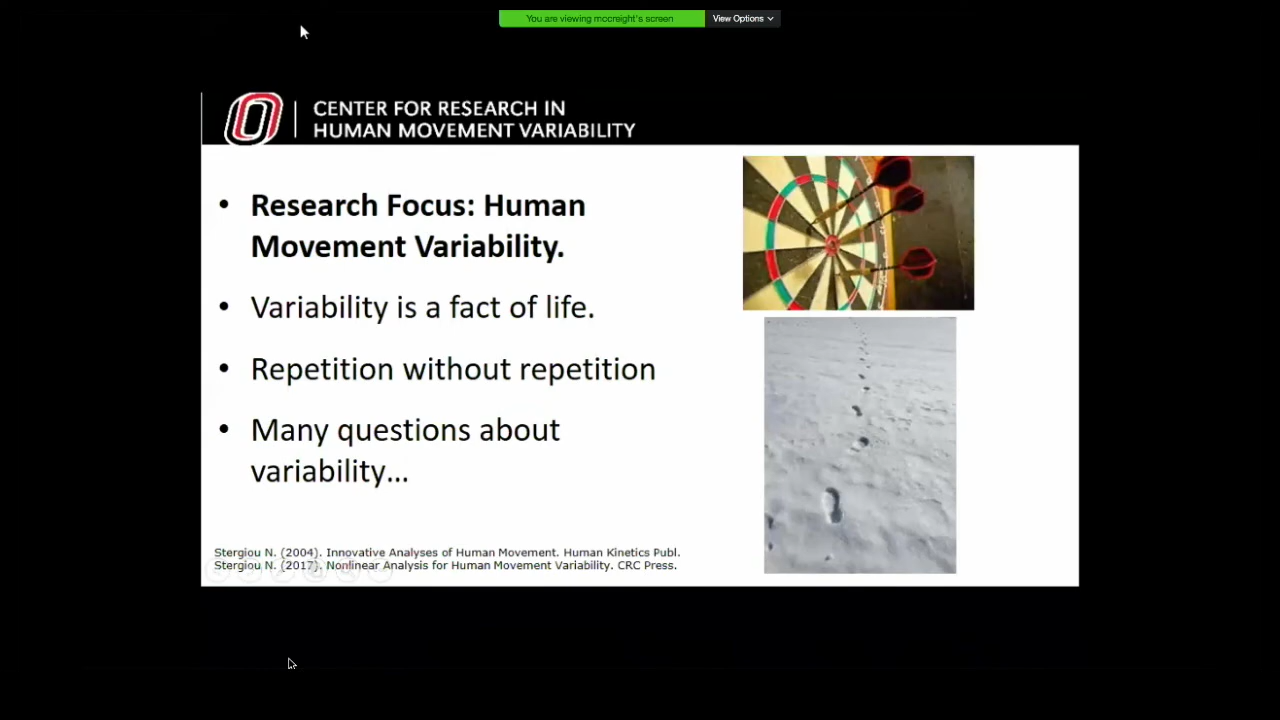 You are viewing mccreight's screen
View Options
CENTER FOR RESEARCH IN
HUMAN MOVEMENT VARIABILITY
• Research Focus: Human
Movement Variability.
• Variability is a fact of life.
• Repetition without repetition
• Many questions about
variability...
Stergiou N. (2004). Innovative Analyses of Human Movement. Human Kinetics Publ.
Stergiou N. (2017). Nonlinear Analysis for Human Movement Variability. CRC Press.